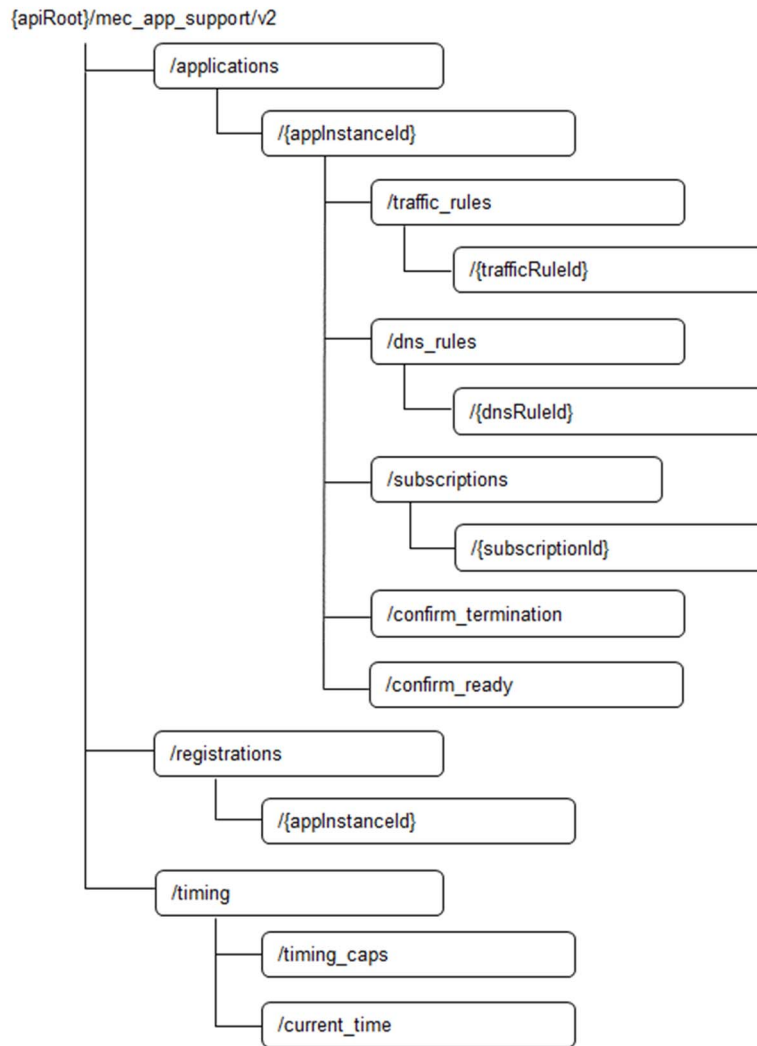 {apiRoot}/mec_app_support/v2
/applications
/{appInstanceId}
/traffic_rules
/{trafficRuleId}
/dns_rules
/{dnsRuleId}
/subscriptions
/{subscriptionId}
/confirm_termination
/confirm_ready
/registrations
/{appInstanceId}
/timing
/timing_caps
/current_time